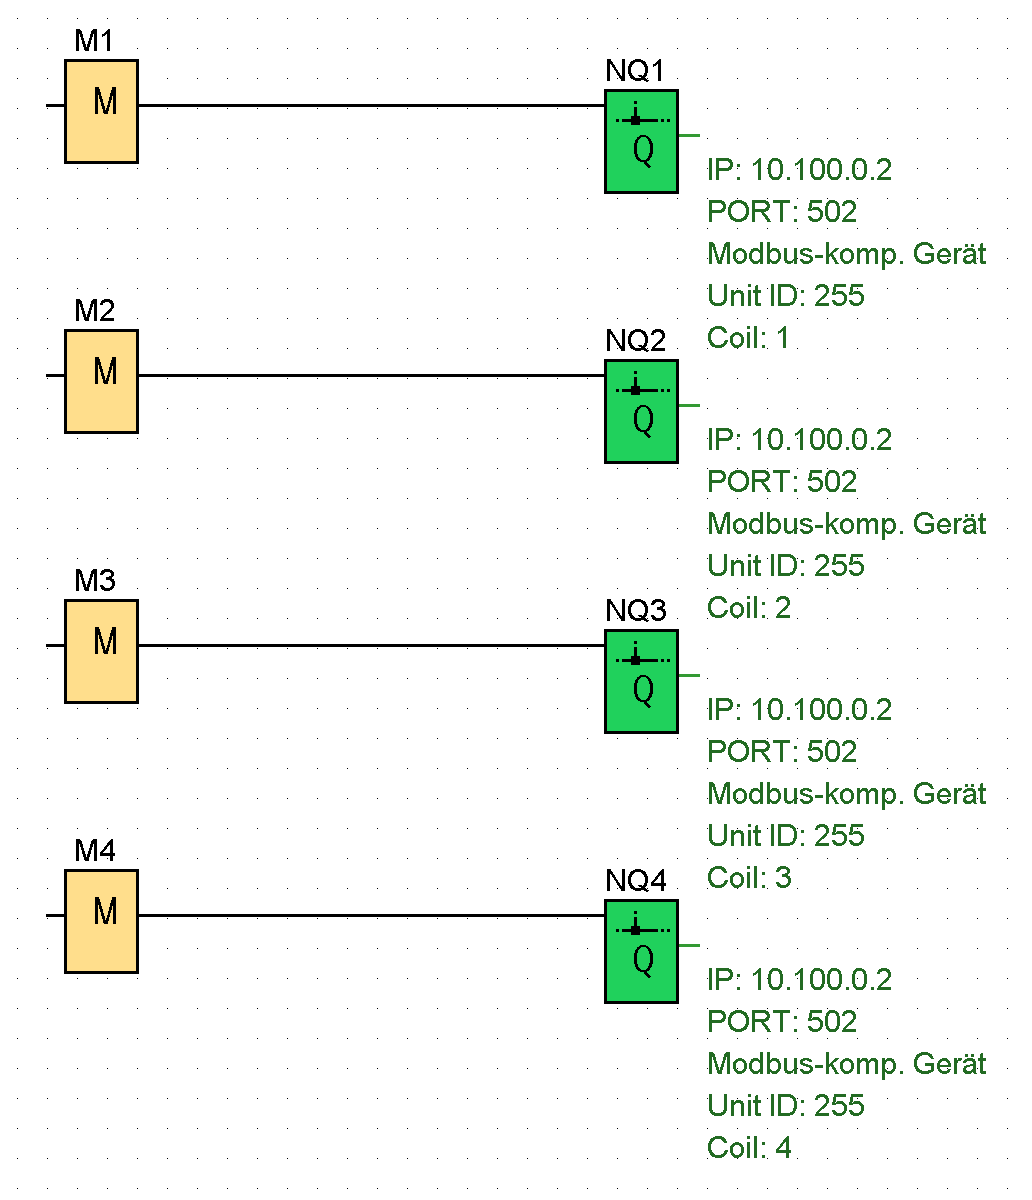 M1
M
NQ1
Q
IP: 10.100.0.2
PORT: 502
Modbus-komp. Gerät
Unit ID: 255
Coil: 1
M2
M
NQ2
Q
IP: 10.100.0.2
PORT: 502
Modbus-komp. Gerät
Unit ID: 255
Coil: 2
M3
M
NQ3
Q
IP: 10.100.0.2
PORT: 502
Modbus-komp. Gerät
Unit ID: 255
Coil: 3
M4
M
NQ4
Q
IP: 10.100.0.2
PORT: 502
Modbus-komp. Gerät
Unit ID: 255
Coil: 4